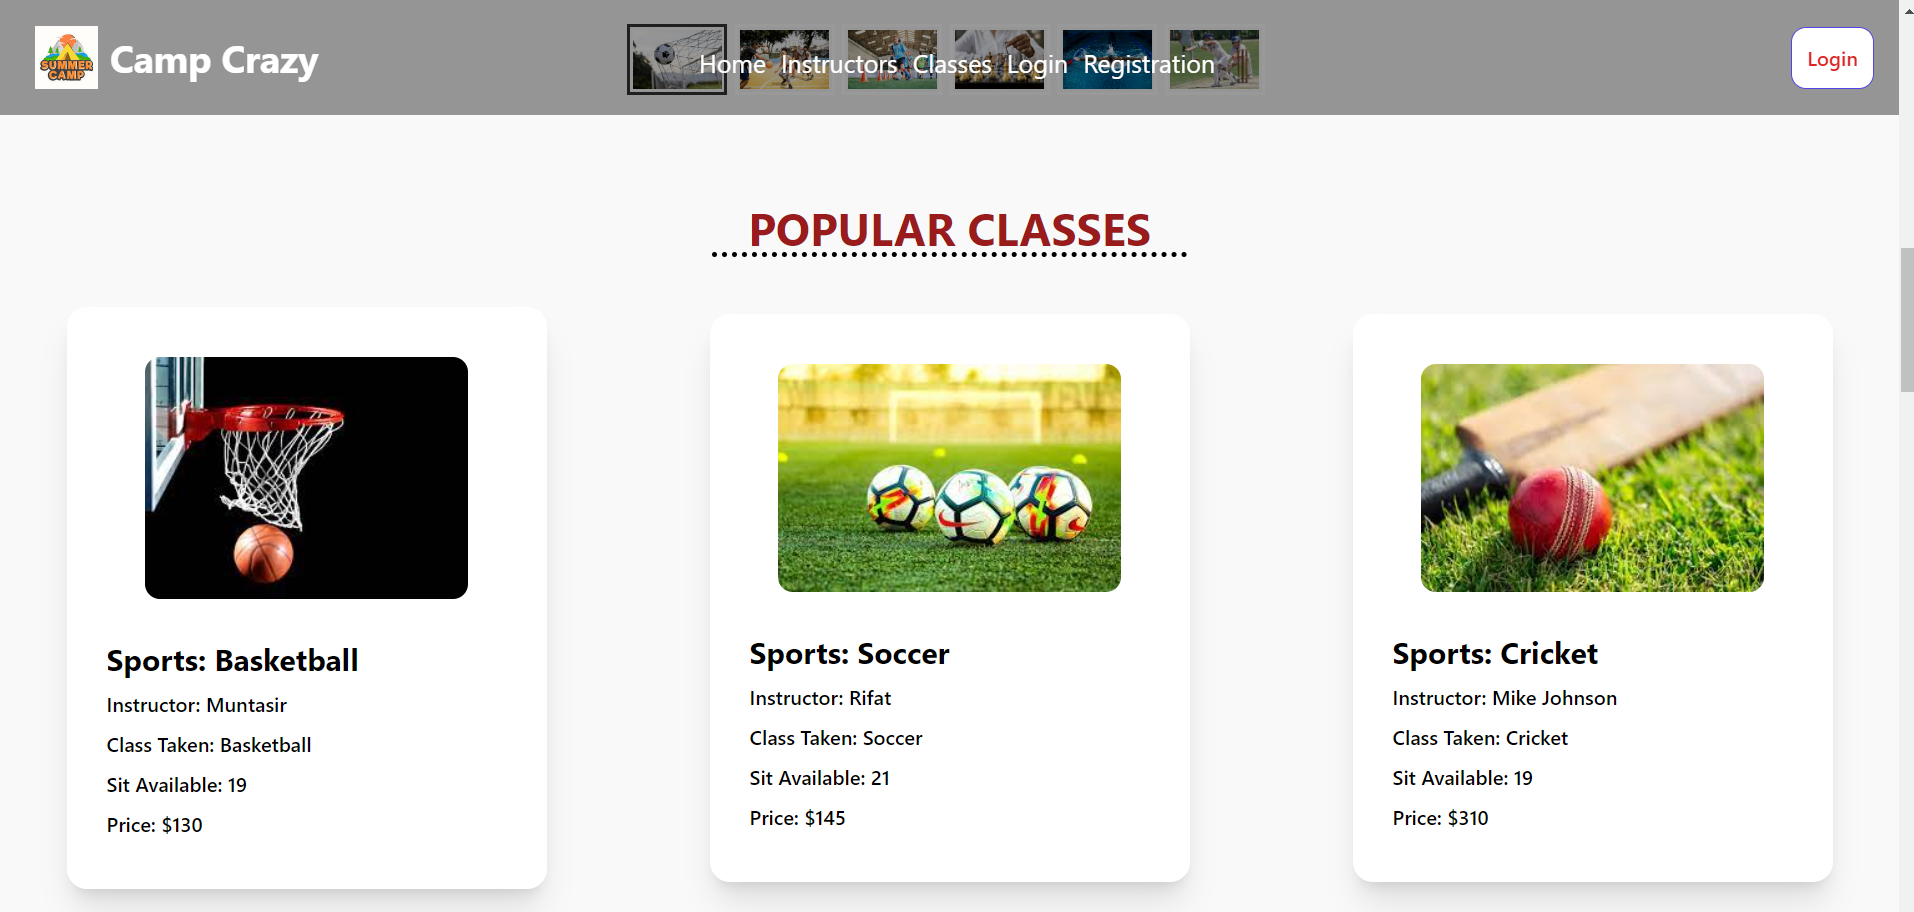 SUMMER
CAMP
Camp Crazy
Home Instructors Classes Login Registration
Login
POPULAR CLASSES
Sports: Basketball
Instructor: Muntasir
Class Taken: Basketball
Sit Available: 19
Price: $130
Sports: Soccer
Instructor: Rifat
Class Taken: Soccer
Sit Available: 21
Price: $145
Sports: Cricket
Instructor: Mike Johnson
Class Taken: Cricket
Sit Available: 19
Price: $310